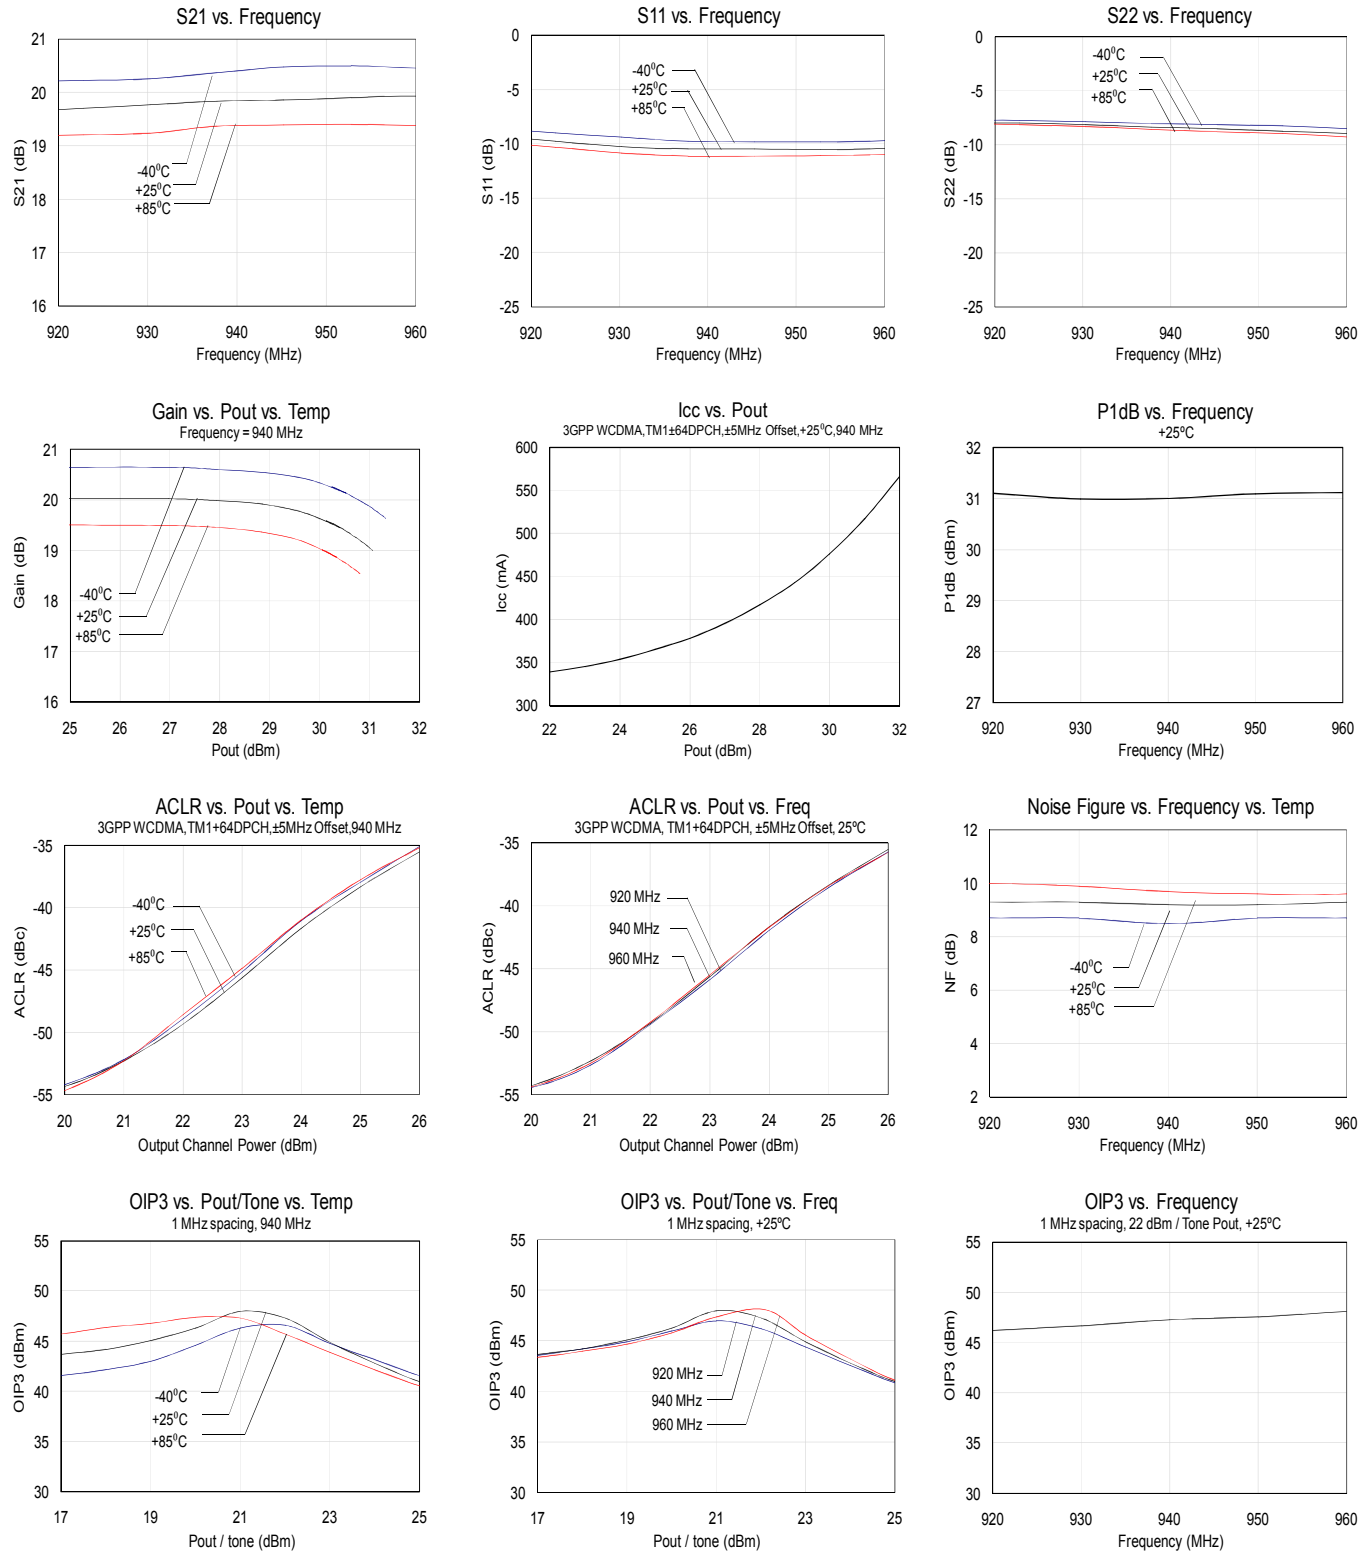 S21 vs. Frequency
21
20
19
18
17
16
S21 (dB)
-40⁰C
+25⁰C
+85⁰C
920 930 940 950 960
Frequency (MHz)
S11 vs. Frequency
0
-5
-10
-15
-20
-25
S11 (dB)
-40⁰C
+25⁰C
+85⁰C
920 930 940 950 960
Frequency (MHz)
S22 vs. Frequency
0
-5
-10
-15
-20
-25
S22 (dB)
-40⁰C
+25⁰C
+85⁰C
920 930 940 950 960
Frequency (MHz)
Gain vs. Pout vs. Temp
Frequency = 940 MHz
21
20
19
18
17
16
Gain (dB)
-40⁰C
+25⁰C
+85⁰C
25 26 27 28 29 30 31 32
Pout (dBm)
Icc vs. Pout
3GPP WCDMA,TM1±64DPCH,±5MHz Offset,+25⁰C,940 MHz
600
550
500
450
400
350
300
Icc (mA)
22 24 26 28 30 32
Pout (dBm)
P1dB vs. Frequency
+25ºC
32
31
30
29
28
27
P1dB (dBm)
920 930 940 950 960
Frequency (MHz)
ACLR vs. Pout vs. Temp
3GPP WCDMA,TM1+64DPCH,±5MHz Offset,940 MHz
-35
-40
-45
-50
-55
ACLR (dBc)
-40⁰C
+25⁰C
+85⁰C
20 21 22 23 24 25 26
Output Channel Power (dBm)
ACLR vs. Pout vs. Freq
3GPP WCDMA, TM1+64DPCH, ±5MHz Offset, 25ºC
-35
-40
-45
-50
-55
ACLR (dBc)
920 MHz
940 MHz
960 MHz
20 21 22 23 24 25 26
Output Channel Power (dBm)
Noise Figure vs. Frequency vs. Temp
12
10
8
6
4
2
NF (dB)
-40⁰C
+25⁰C
+85⁰C
920 930 940 950 960
Frequency (MHz)
OIP3 vs. Pout/Tone vs. Temp
1 MHz spacing, 940 MHz
55
50
45
40
35
30
OIP3 (dBm)
-40⁰C
+25⁰C
+85⁰C
17 19 21 23 25
Pout / tone (dBm)
OIP3 vs. Pout/Tone vs. Freq
1 MHz spacing, +25ºC
55
50
45
40
35
30
OIP3 (dBm)
920 MHz
940 MHz
960 MHz
17 19 21 23 25
Pout / tone (dBm)
OIP3 vs. Frequency
1 MHz spacing, 22 dBm / Tone Pout, +25ºC
55
50
45
40
35
30
OIP3 (dBm)
920 930 940 950 960
Frequency (MHz)